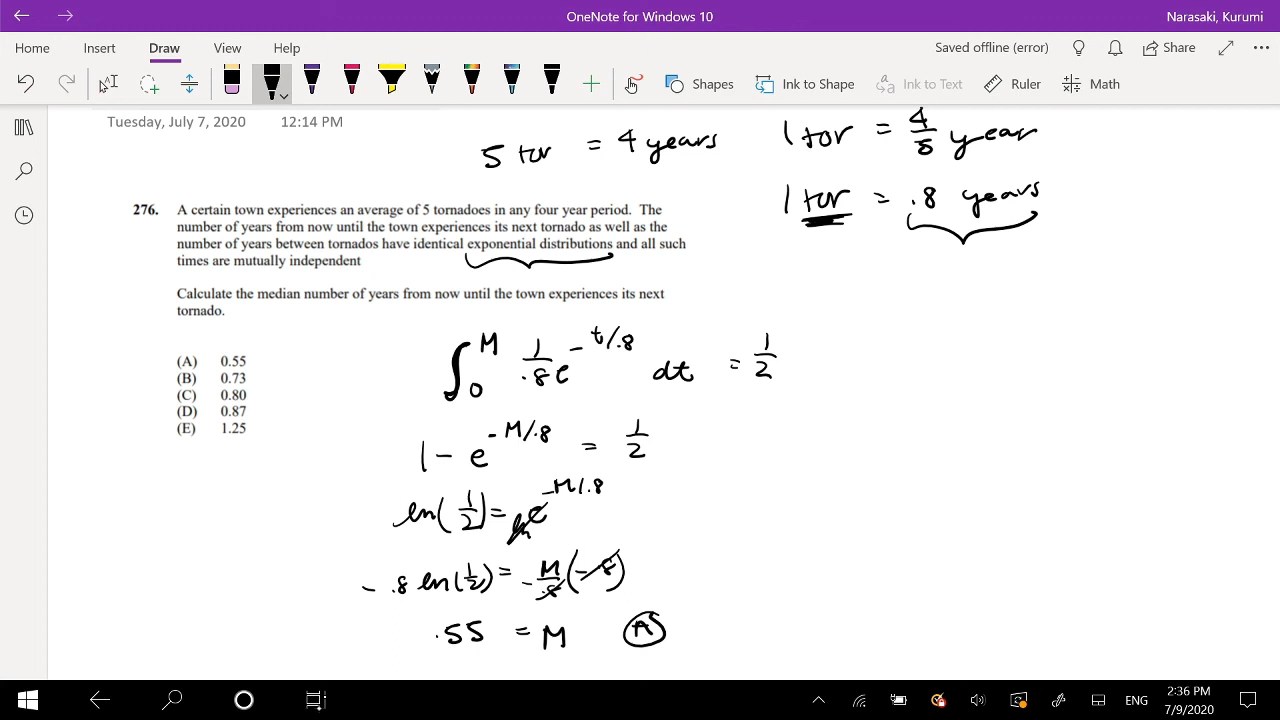 OneNote for Windows 10
Narasaki, Kurumi
Home Insert Draw View Help
Saved offline (error) Share
Shapes Ink to Shape Ink to Text Ruler Math
Tuesday, July 7, 2020 12:14 PM
5 tor = 4 years
1 tor = 4/5 year
1 tor = .8 years
276. A certain town experiences an average of 5 tornadoes in any four year period. The
number of years from now until the town experiences its next tornado as well as the
number of years between tornados have identical exponential distributions and all such
times are mutually independent
Calculate the median number of years from now until the town experiences its next
tornado.
(A) 0.55
(B) 0.73
(C) 0.80
(D) 0.87
(E) 1.25
∫₀ᴹ 1/.8 e^(-t/.8) dt = 1/2
1 - e^(-M/.8) = 1/2
ln(1/2) = ln e^(-M/.8)
-.8 ln(1/2) = -M/.8 (-.8)
.55 = M A
ENG
2:36 PM
7/9/2020